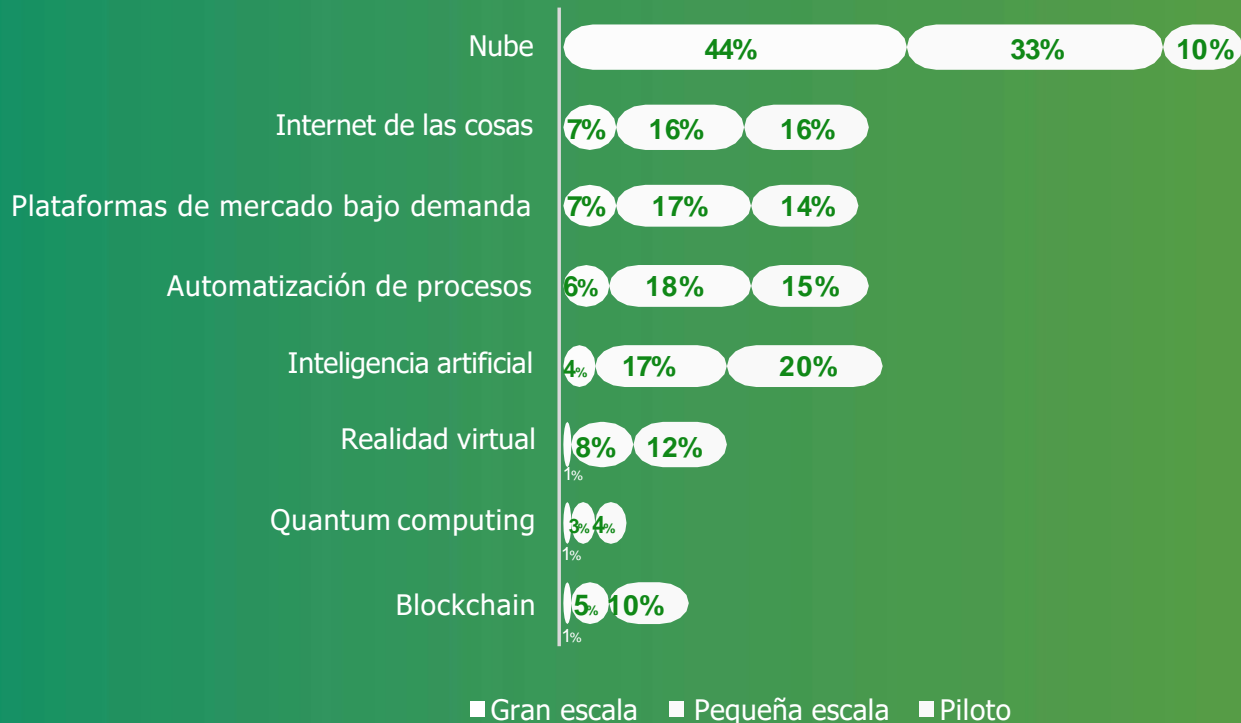 Nube 44% 33% 10%
Internet de las cosas 7% 16% 16%
Plataformas de mercado bajo demanda 7% 17% 14%
Automatización de procesos 6% 18% 15%
Inteligencia artificial 4% 17% 20%
Realidad virtual 8% 12%
1%
Quantum computing 3% 4%
1%
Blockchain 5% 10%
1%
Gran escala Pequeña escala Piloto